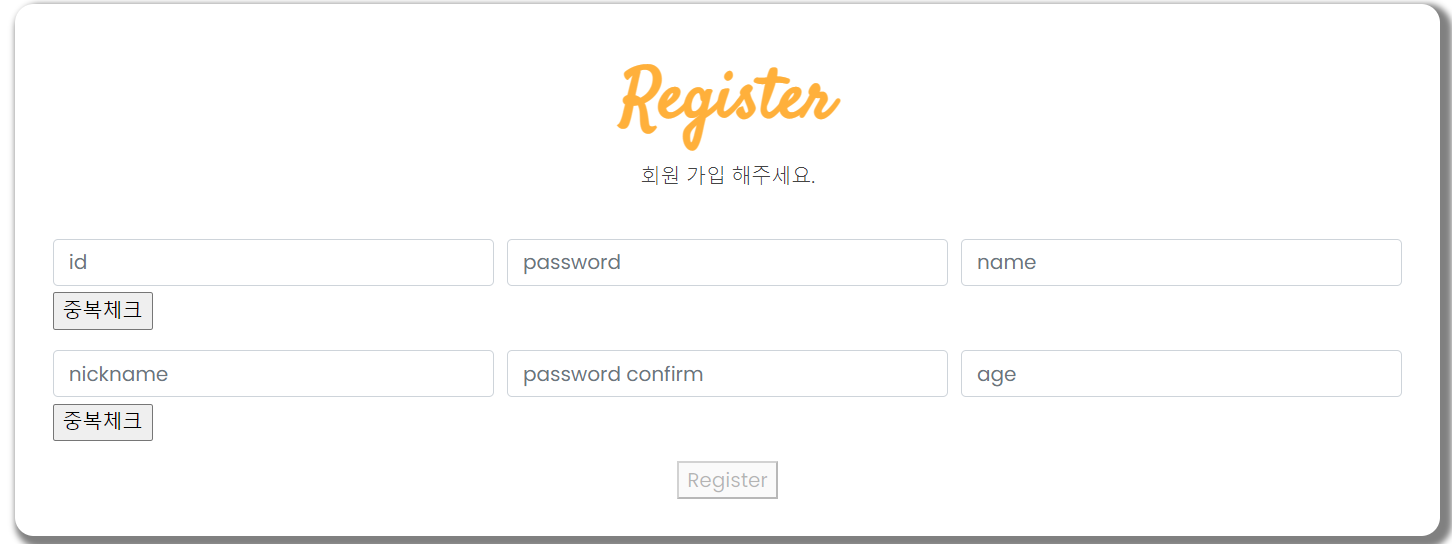 Register
회원 가입 해주세요.
id password name
중복체크
nickname password confirm age
중복체크
Register